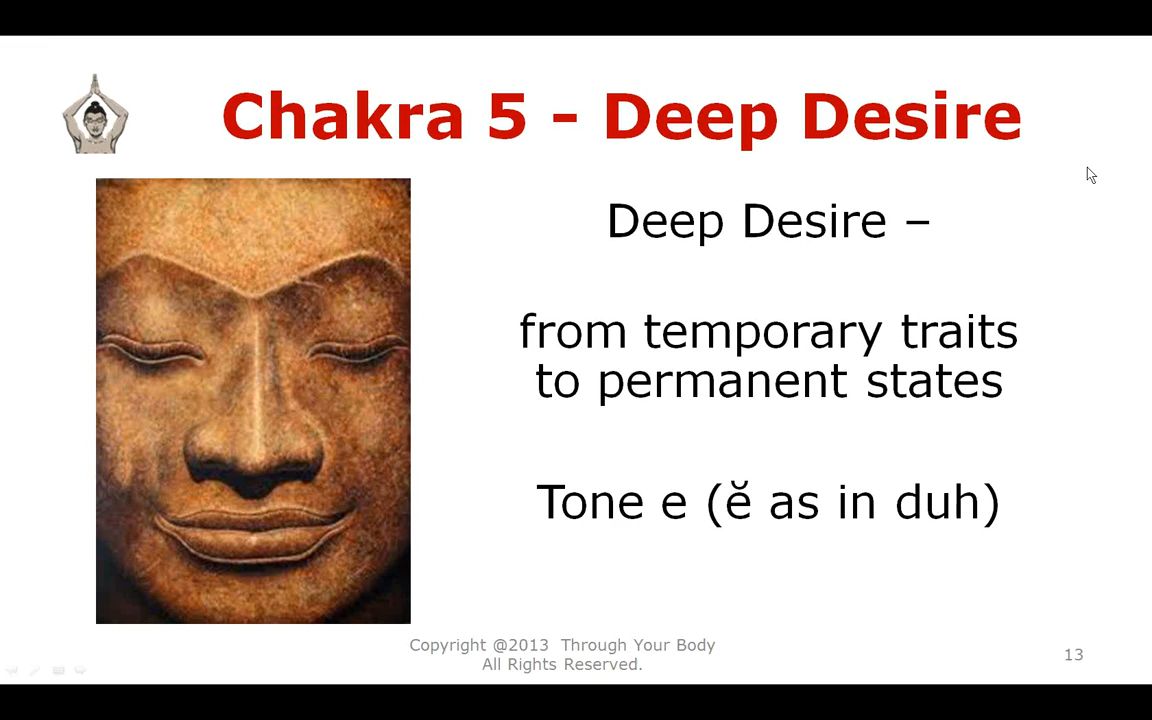 Chakra 5 - Deep Desire
Deep Desire –
from temporary traits
to permanent states
Tone e (ĕ as in duh)
Copyright @2013  Through Your Body
All Rights Reserved.
13